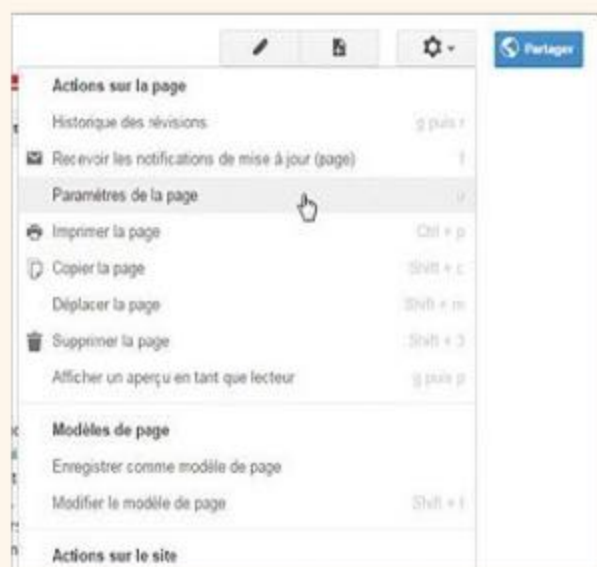 Partager
Actions sur la page
Historique des révisions g puis r
Recevoir les notifications de mise à jour (page) f
Paramètres de la page u
Imprimer la page Ctrl + p
Copier la page Shift + c
Déplacer la page Shift + m
Supprimer la page Shift + 3
Afficher un aperçu en tant que lecteur g puis p
Modèles de page
Enregistrer comme modèle de page
Modifier le modèle de page Shift + t
Actions sur le site